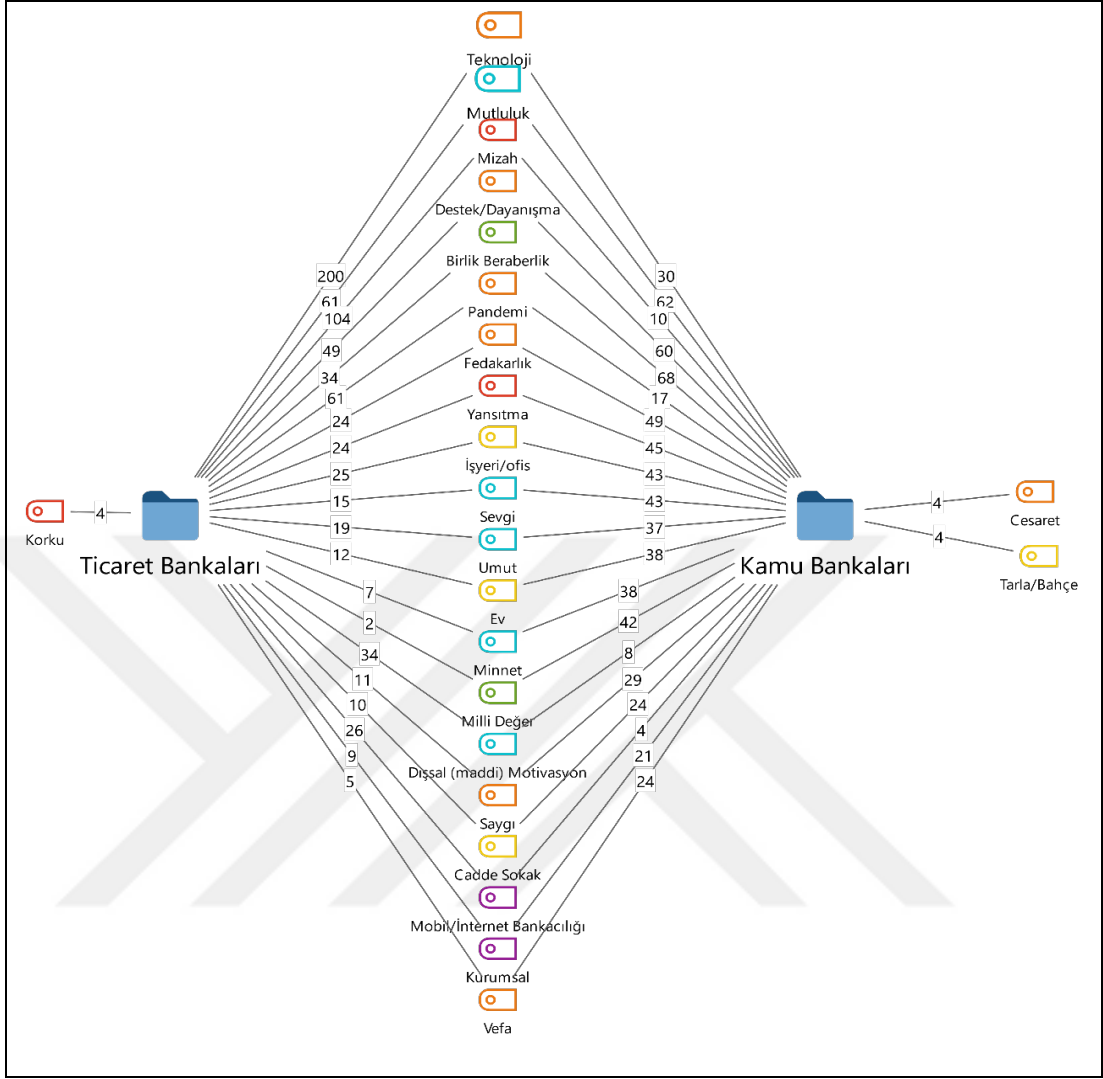 Teknoloji
Mutluluk
Mizah
Destek/Dayanışma
Birlik Beraberlik
Pandemi
Fedakarlık
Yansıtma
İşyeri/ofis
Sevgi
Umut
Ev
Minnet
Milli Değer
Dışsal (maddi) Motivasyon
Saygı
Cadde Sokak
Mobil/İnternet Bankacılığı
Kurumsal
Vefa
200
61
104
49
34
61
24
24
25
15
19
12
7
2
34
11
10
26
9
5
30
62
10
60
68
17
49
45
43
43
37
38
38
42
8
29
24
4
21
24
4
Korku
Ticaret Bankaları
Kamu Bankaları
4
Cesaret
4
Tarla/Bahçe